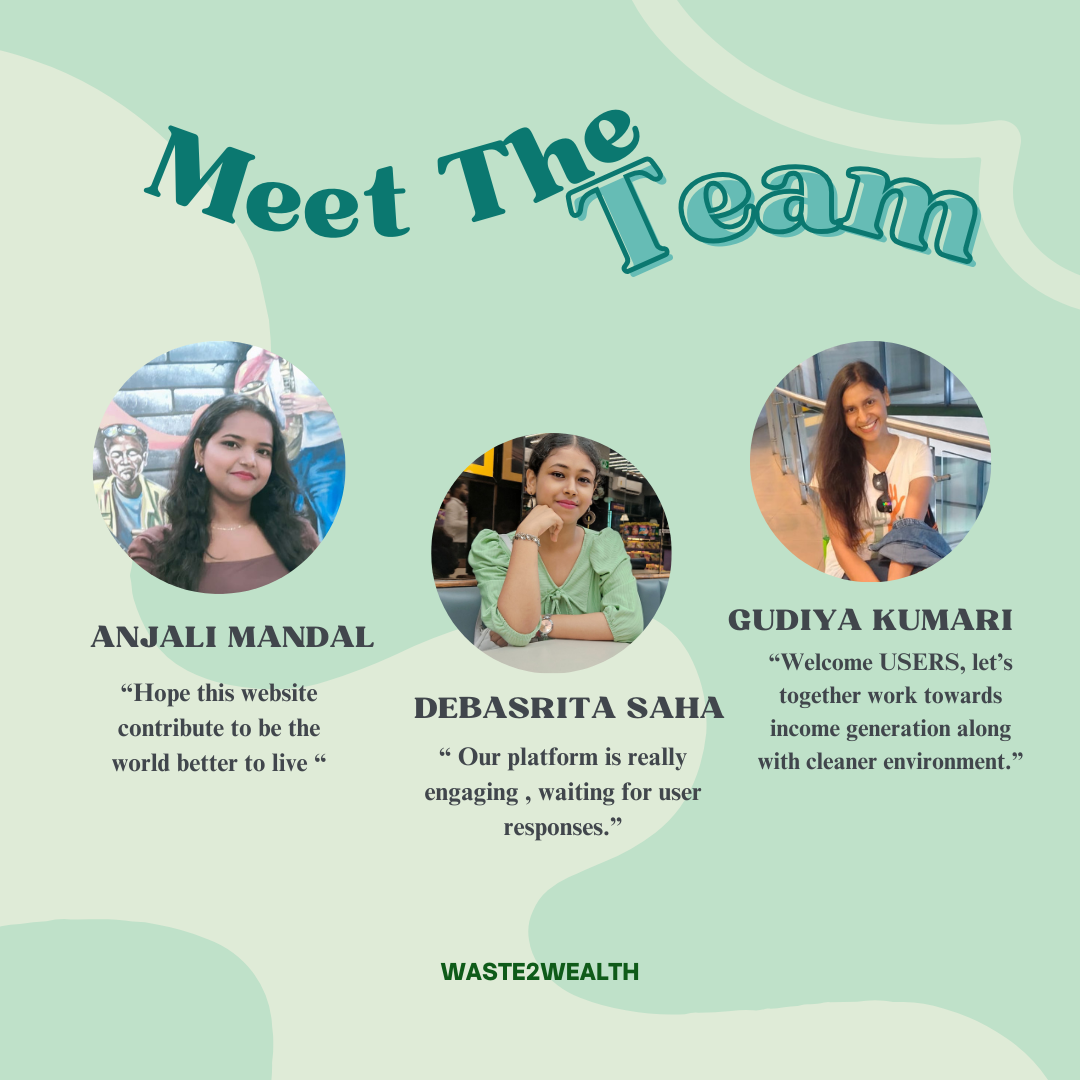 Meet The
Team
ANJALI MANDAL
“Hope this website
contribute to be the
world better to live “
DEBASRITA SAHA
“ Our platform is really
engaging , waiting for user
responses.”
GUDIYA KUMARI
“Welcome USERS, let’s
together work towards
income generation along
with cleaner environment.”
WASTE2WEALTH